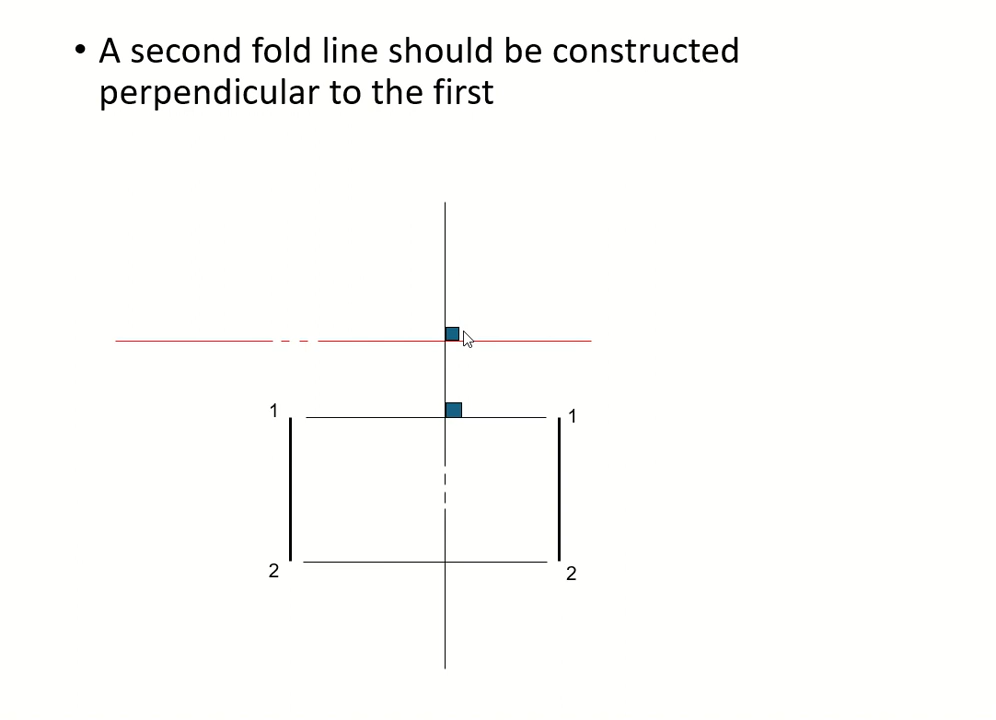 • A second fold line should be constructed
perpendicular to the first
1
1
2
2